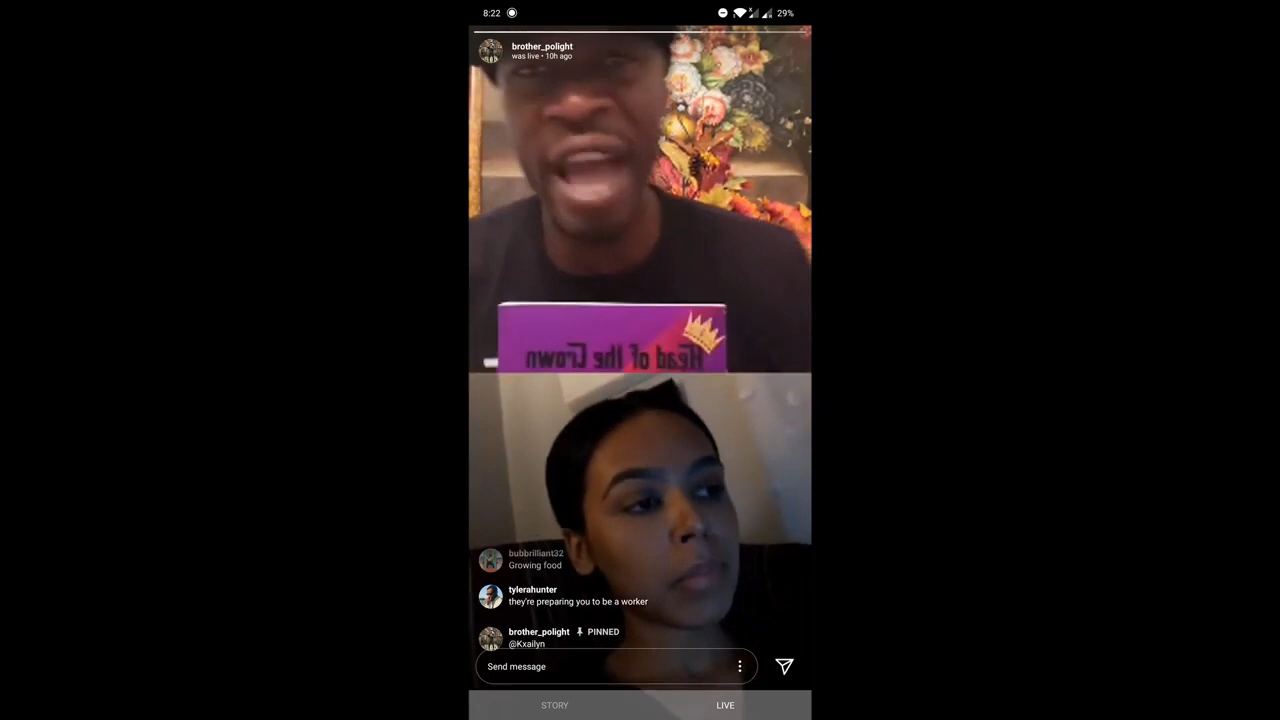 8:22
29%
brother_polight
was live • 10h ago
Head of the Crown
bubbrilliant32
Growing food
tylerahunter
they're preparing you to be a worker
brother_polight PINNED
@Kxailyn
Send message
STORY
LIVE